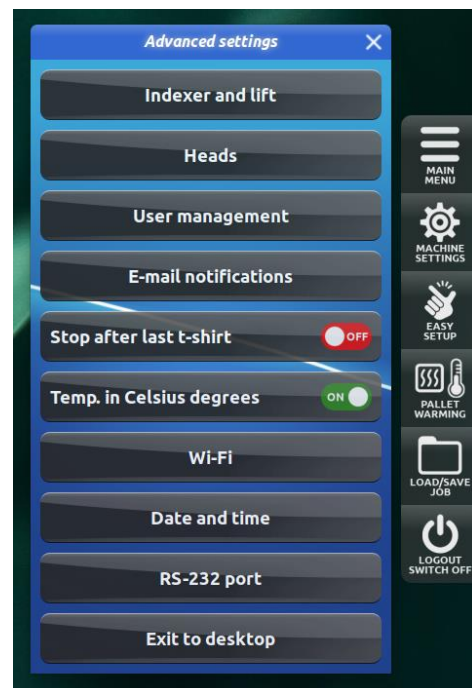 Advanced settings
Indexer and lift
Heads
User management
E-mail notifications
Stop after last t-shirt OFF
Temp. in Celsius degrees ON
Wi-Fi
Date and time
RS-232 port
Exit to desktop
MAIN
MENU
MACHINE
SETTINGS
EASY
SETUP
PALLET
WARMING
LOAD/SAVE
JOB
LOGOUT
SWITCH OFF